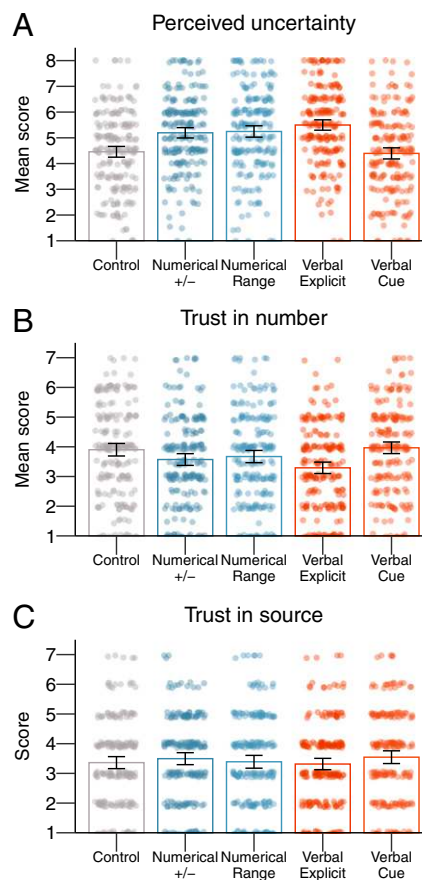 A
Perceived uncertainty
Mean score
8
7
6
5
4
3
2
1
Control
Numerical
+/−
Numerical
Range
Verbal
Explicit
Verbal
Cue
B
Trust in number
Mean score
7
6
5
4
3
2
1
Control
Numerical
+/−
Numerical
Range
Verbal
Explicit
Verbal
Cue
C
Trust in source
Score
7
6
5
4
3
2
1
Control
Numerical
+/−
Numerical
Range
Verbal
Explicit
Verbal
Cue